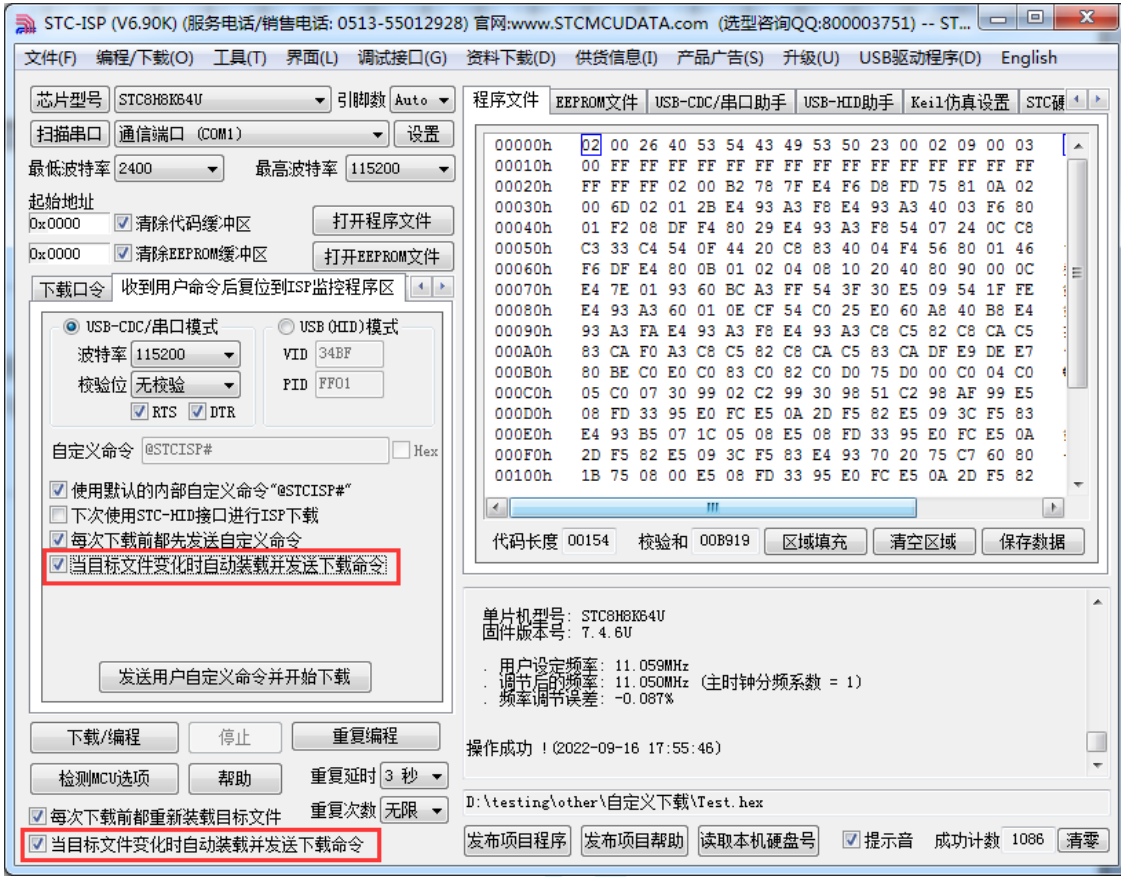 STC-ISP (V6.90K) (服务电话/销售电话: 0513-55012928) 官网:www.STCMCUDATA.com (选型咨询QQ:800003751) -- ST...
文件(F) 编程/下载(O) 工具(T) 界面(L) 调试接口(G) 资料下载(D) 供货信息(I) 产品广告(S) 升级(U) USB驱动程序(D) English
芯片型号 STC8H8K64U 引脚数 Auto
扫描串口 通信端口 (COM1) 设置
最低波特率 2400 最高波特率 115200
起始地址
0x0000 清除代码缓冲区 打开程序文件
0x0000 清除EEPROM缓冲区 打开EEPROM文件
下载口令 收到用户命令后复位到ISP监控程序区
USB-CDC/串口模式 USB(HID)模式
波特率 115200 VID 34BF
校验位 无校验 PID FF01
RTS DTR
自定义命令 @STCISP# Hex
使用默认的内部自定义命令"@STCISP#"
下次使用STC-HID接口进行ISP下载
每次下载前都先发送自定义命令
当目标文件变化时自动装载并发送下载命令
发送用户自定义命令并开始下载
下载/编程 停止 重复编程
检测MCU选项 帮助 重复延时 3 秒
每次下载前都重新装载目标文件 重复次数 无限
当目标文件变化时自动装载并发送下载命令
程序文件 EEPROM文件 USB-CDC/串口助手 USB-HID助手 Keil仿真设置 STC硬
00000h 02 00 26 40 53 54 43 49 53 50 23 00 02 09 00 03
00010h 00 FF FF FF FF FF FF FF FF FF FF FF FF FF FF FF
00020h FF FF FF 02 00 B2 78 7F E4 F6 D8 FD 75 81 0A 02
00030h 00 6D 02 01 2B E4 93 A3 F8 E4 93 A3 40 03 F6 80
00040h 01 F2 08 DF F4 80 29 E4 93 A3 F8 54 07 24 0C C8
00050h C3 33 C4 54 0F 44 20 C8 83 40 04 F4 56 80 01 46
00060h F6 DF E4 80 0B 01 02 04 08 10 20 40 80 90 00 0C
00070h E4 7E 01 93 60 BC A3 FF 54 3F 30 E5 09 54 1F FE
00080h E4 93 A3 60 01 0E CF 54 C0 25 E0 60 A8 40 B8 E4
00090h 93 A3 FA E4 93 A3 F8 E4 93 A3 C8 C5 82 C8 CA C5
000A0h 83 CA F0 A3 C8 C5 82 C8 CA C5 83 CA DF E9 DE E7
000B0h 80 BE C0 E0 C0 83 C0 82 C0 D0 75 D0 00 C0 04 C0
000C0h 05 C0 07 30 99 02 C2 99 30 98 51 C2 98 AF 99 E5
000D0h 08 FD 33 95 E0 FC E5 0A 2D F5 82 E5 09 3C F5 83
000E0h E4 93 B5 07 1C 05 08 E5 08 FD 33 95 E0 FC E5 0A
000F0h 2D F5 82 E5 09 3C F5 83 E4 93 70 20 75 C7 60 80
00100h 1B 75 08 00 E5 08 FD 33 95 E0 FC E5 0A 2D F5 82
代码长度 00154 校验和 00B919 区域填充 清空区域 保存数据
单片机型号: STC8H8K64U
固件版本号: 7.4.6U
. 用户设定频率: 11.059MHz
. 调节后的频率: 11.050MHz (主时钟分频系数 = 1)
. 频率调节误差: -0.087%
操作成功 !(2022-09-16 17:55:46)
D:\testing\other\自定义下载\Test.hex
发布项目程序 发布项目帮助 读取本机硬盘号 提示音 成功计数 1086 清零